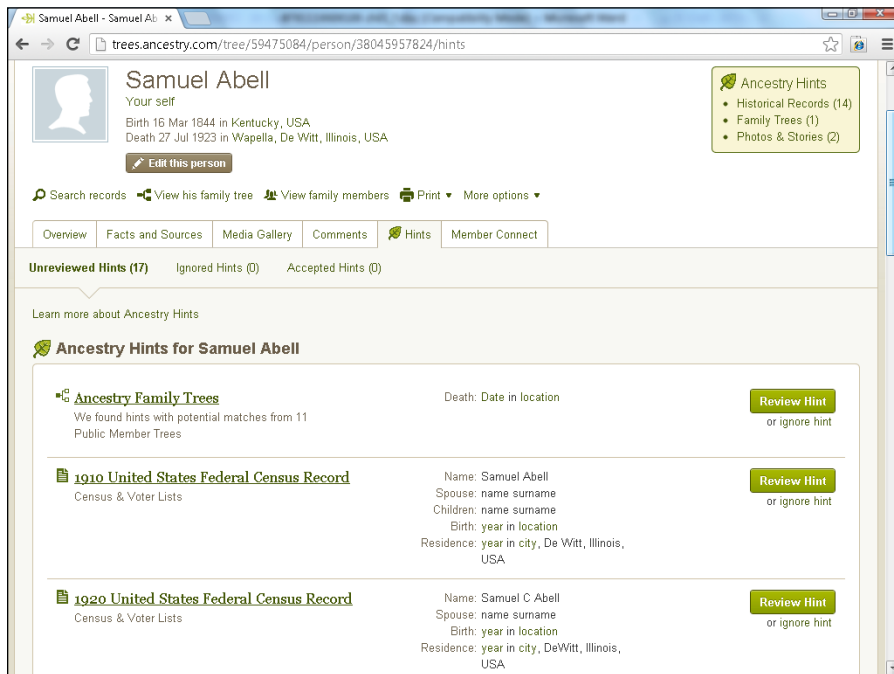 Samuel Abell - Samuel Ab
trees.ancestry.com/tree/59475084/person/38045957824/hints
Samuel Abell
Your self
Birth 16 Mar 1844 in Kentucky, USA
Death 27 Jul 1923 in Wapella, De Witt, Illinois, USA
Edit this person
Ancestry Hints
• Historical Records (14)
• Family Trees (1)
• Photos & Stories (2)
Search records View his family tree View family members Print ▼ More options ▼
Overview Facts and Sources Media Gallery Comments Hints Member Connect
Unreviewed Hints (17) Ignored Hints (0) Accepted Hints (0)
Learn more about Ancestry Hints
Ancestry Hints for Samuel Abell
Ancestry Family Trees
We found hints with potential matches from 11
Public Member Trees
Death: Date in location
Review Hint
or ignore hint
1910 United States Federal Census Record
Census & Voter Lists
Name: Samuel Abell
Spouse: name surname
Children: name surname
Birth: year in location
Residence: year in city, De Witt, Illinois,
USA
Review Hint
or ignore hint
1920 United States Federal Census Record
Census & Voter Lists
Name: Samuel C Abell
Spouse: name surname
Birth: year in location
Residence: year in city, DeWitt, Illinois,
USA
Review Hint
or ignore hint